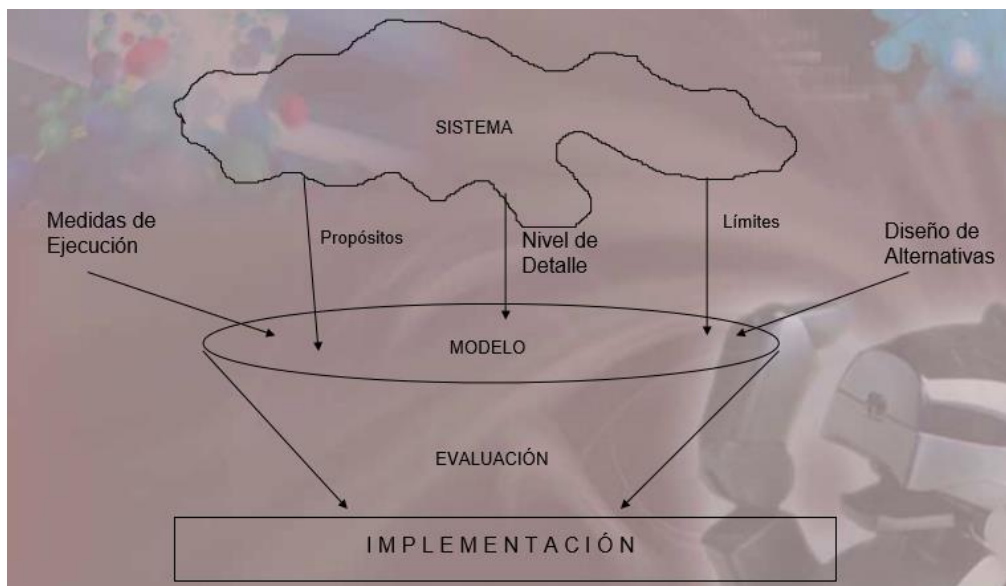 SISTEMA
Medidas de
Ejecución
Propósitos
Nivel de
Detalle
Límites
Diseño de
Alternativas
MODELO
EVALUACIÓN
IMPLEMENTACIÓN